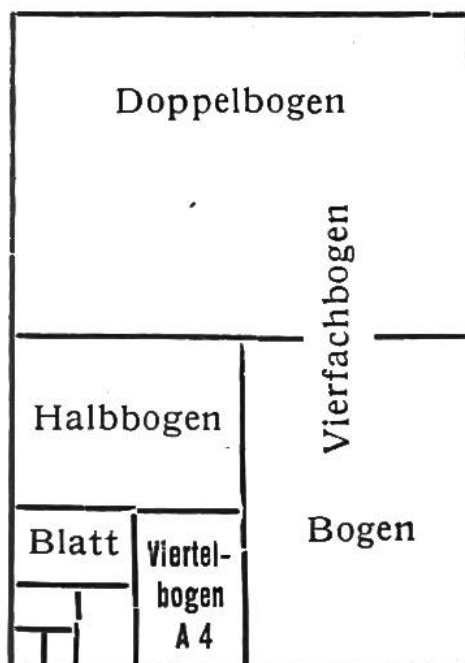 Doppelbogen
Vierfachbogen
Halbbogen
Bogen
Blatt
Viertel-
bogen
A 4